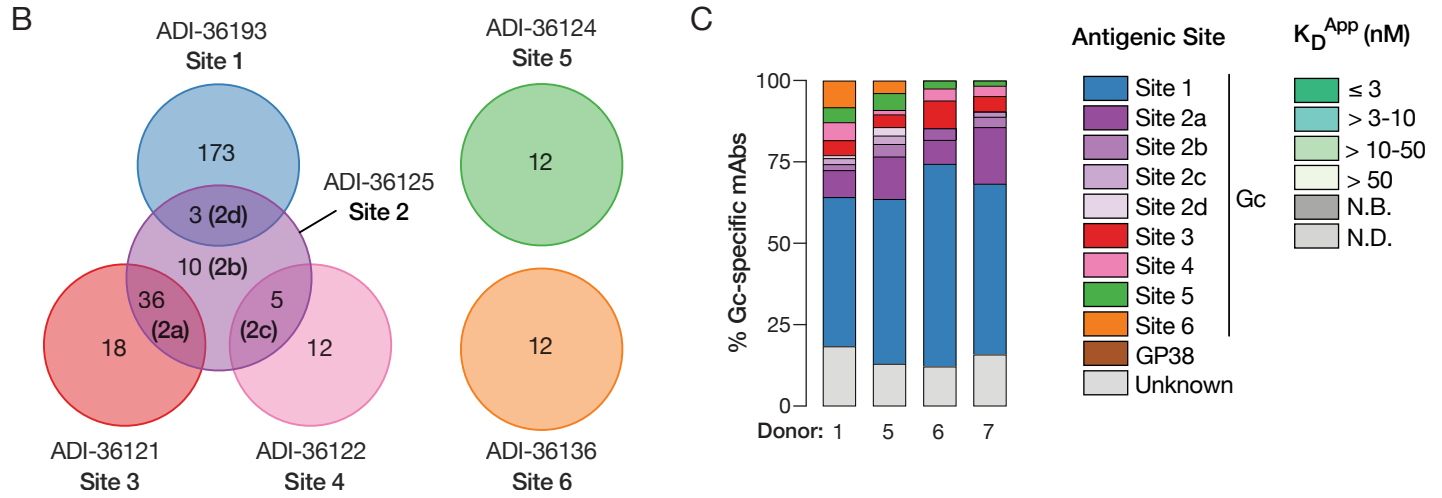 B
ADI-36193
Site 1
173
3 (2d)
ADI-36125
Site 2
10 (2b)
36
(2a)
5
(2c)
18
12
ADI-36121
Site 3
ADI-36122
Site 4
ADI-36124
Site 5
12
12
ADI-36136
Site 6
C
% Gc-specific mAbs
100
75
50
25
0
Donor: 1 5 6 7
Antigenic Site
Site 1
Site 2a
Site 2b
Site 2c
Site 2d
Site 3
Site 4
Site 5
Site 6
GP38
Unknown
Gc
KD^App (nM)
≤ 3
> 3-10
> 10-50
> 50
N.B.
N.D.